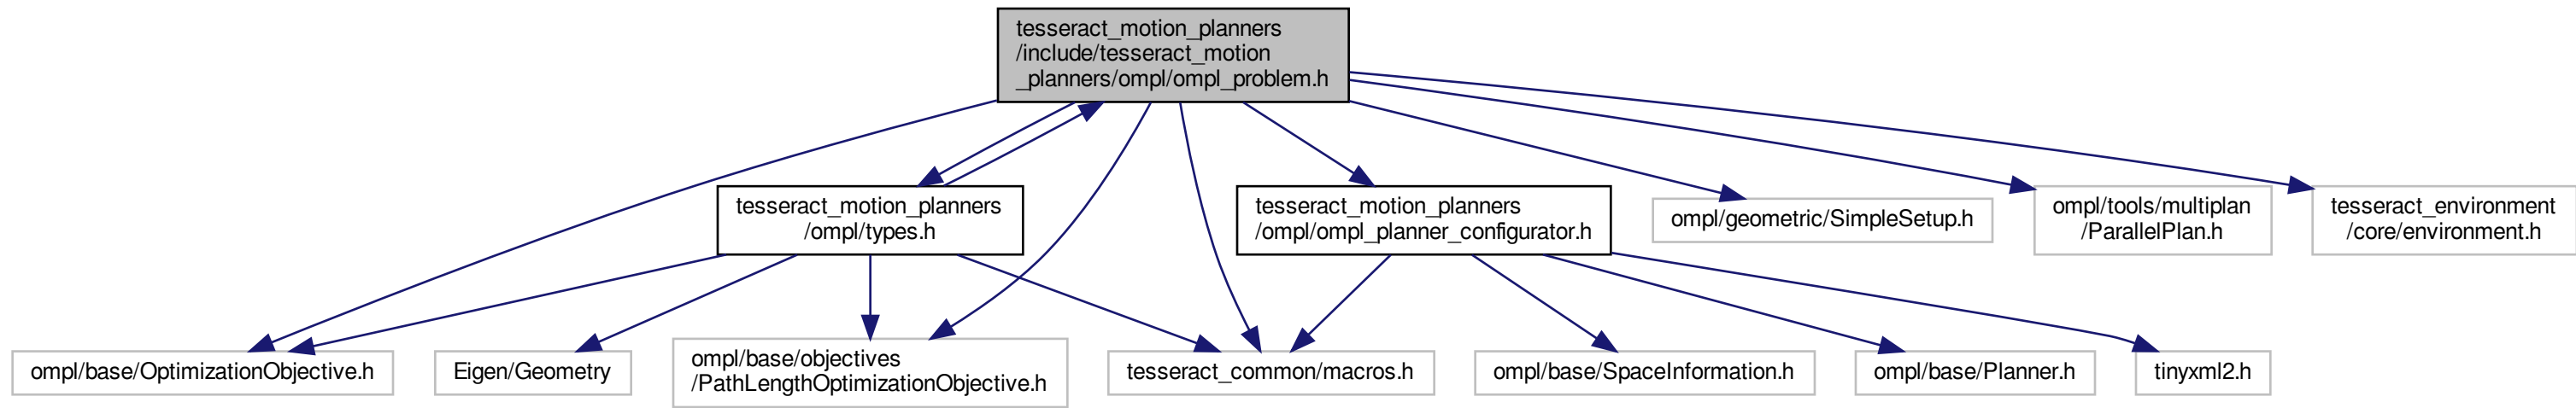 tesseract_motion_planners
/include/tesseract_motion
_planners/ompl/ompl_problem.h
tesseract_motion_planners
/ompl/types.h
tesseract_motion_planners
/ompl/ompl_planner_configurator.h
ompl/geometric/SimpleSetup.h
ompl/tools/multiplan
/ParallelPlan.h
tesseract_environment
/core/environment.h
ompl/base/OptimizationObjective.h
Eigen/Geometry
ompl/base/objectives
/PathLengthOptimizationObjective.h
tesseract_common/macros.h
ompl/base/SpaceInformation.h
ompl/base/Planner.h
tinyxml2.h